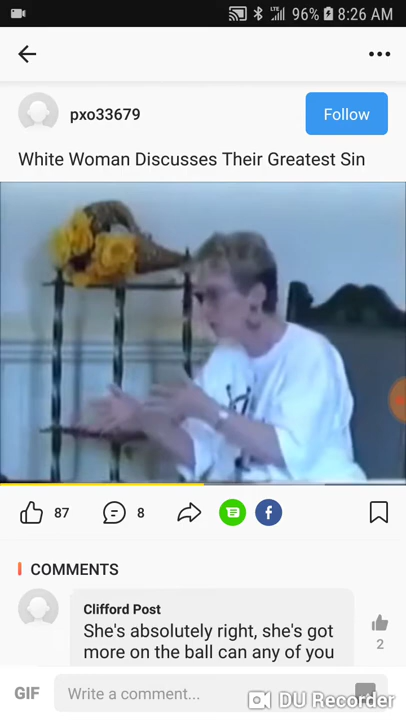 LTE 96% 8:26 AM
pxo33679
Follow
White Woman Discusses Their Greatest Sin
87
8
COMMENTS
Clifford Post
She's absolutely right, she's got
more on the ball can any of you
2
GIF
Write a comment...
DU Recorder